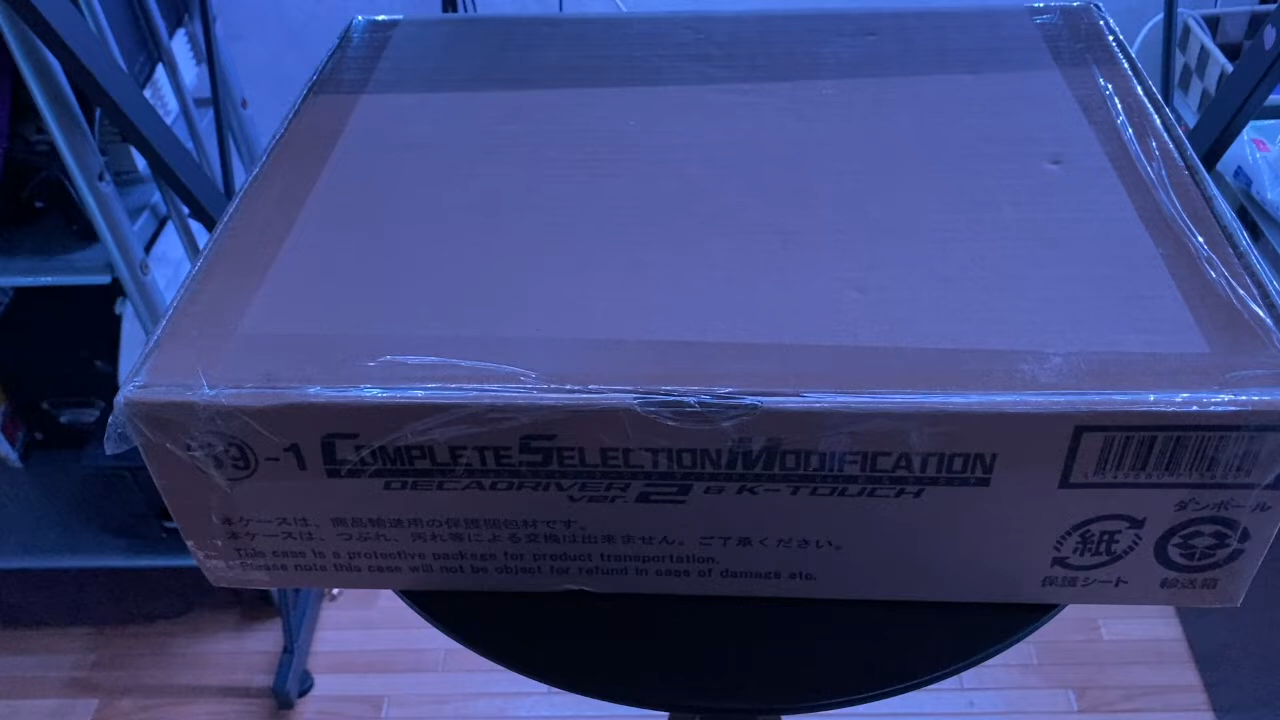 -1 COMPLETE SELECTION MODIFICATION
DECADRIVER ver.2 & K-TOUCH
本ケースは、商品輸送用の保護梱包材です。
本ケースは、つぶれ、汚れ等による交換は出来ません。ご了承ください。
This case is a protective package for product transportation.
Please note this case will not be object for refund in case of damage etc.
ダンボール
紙
保護シート
輸送箱